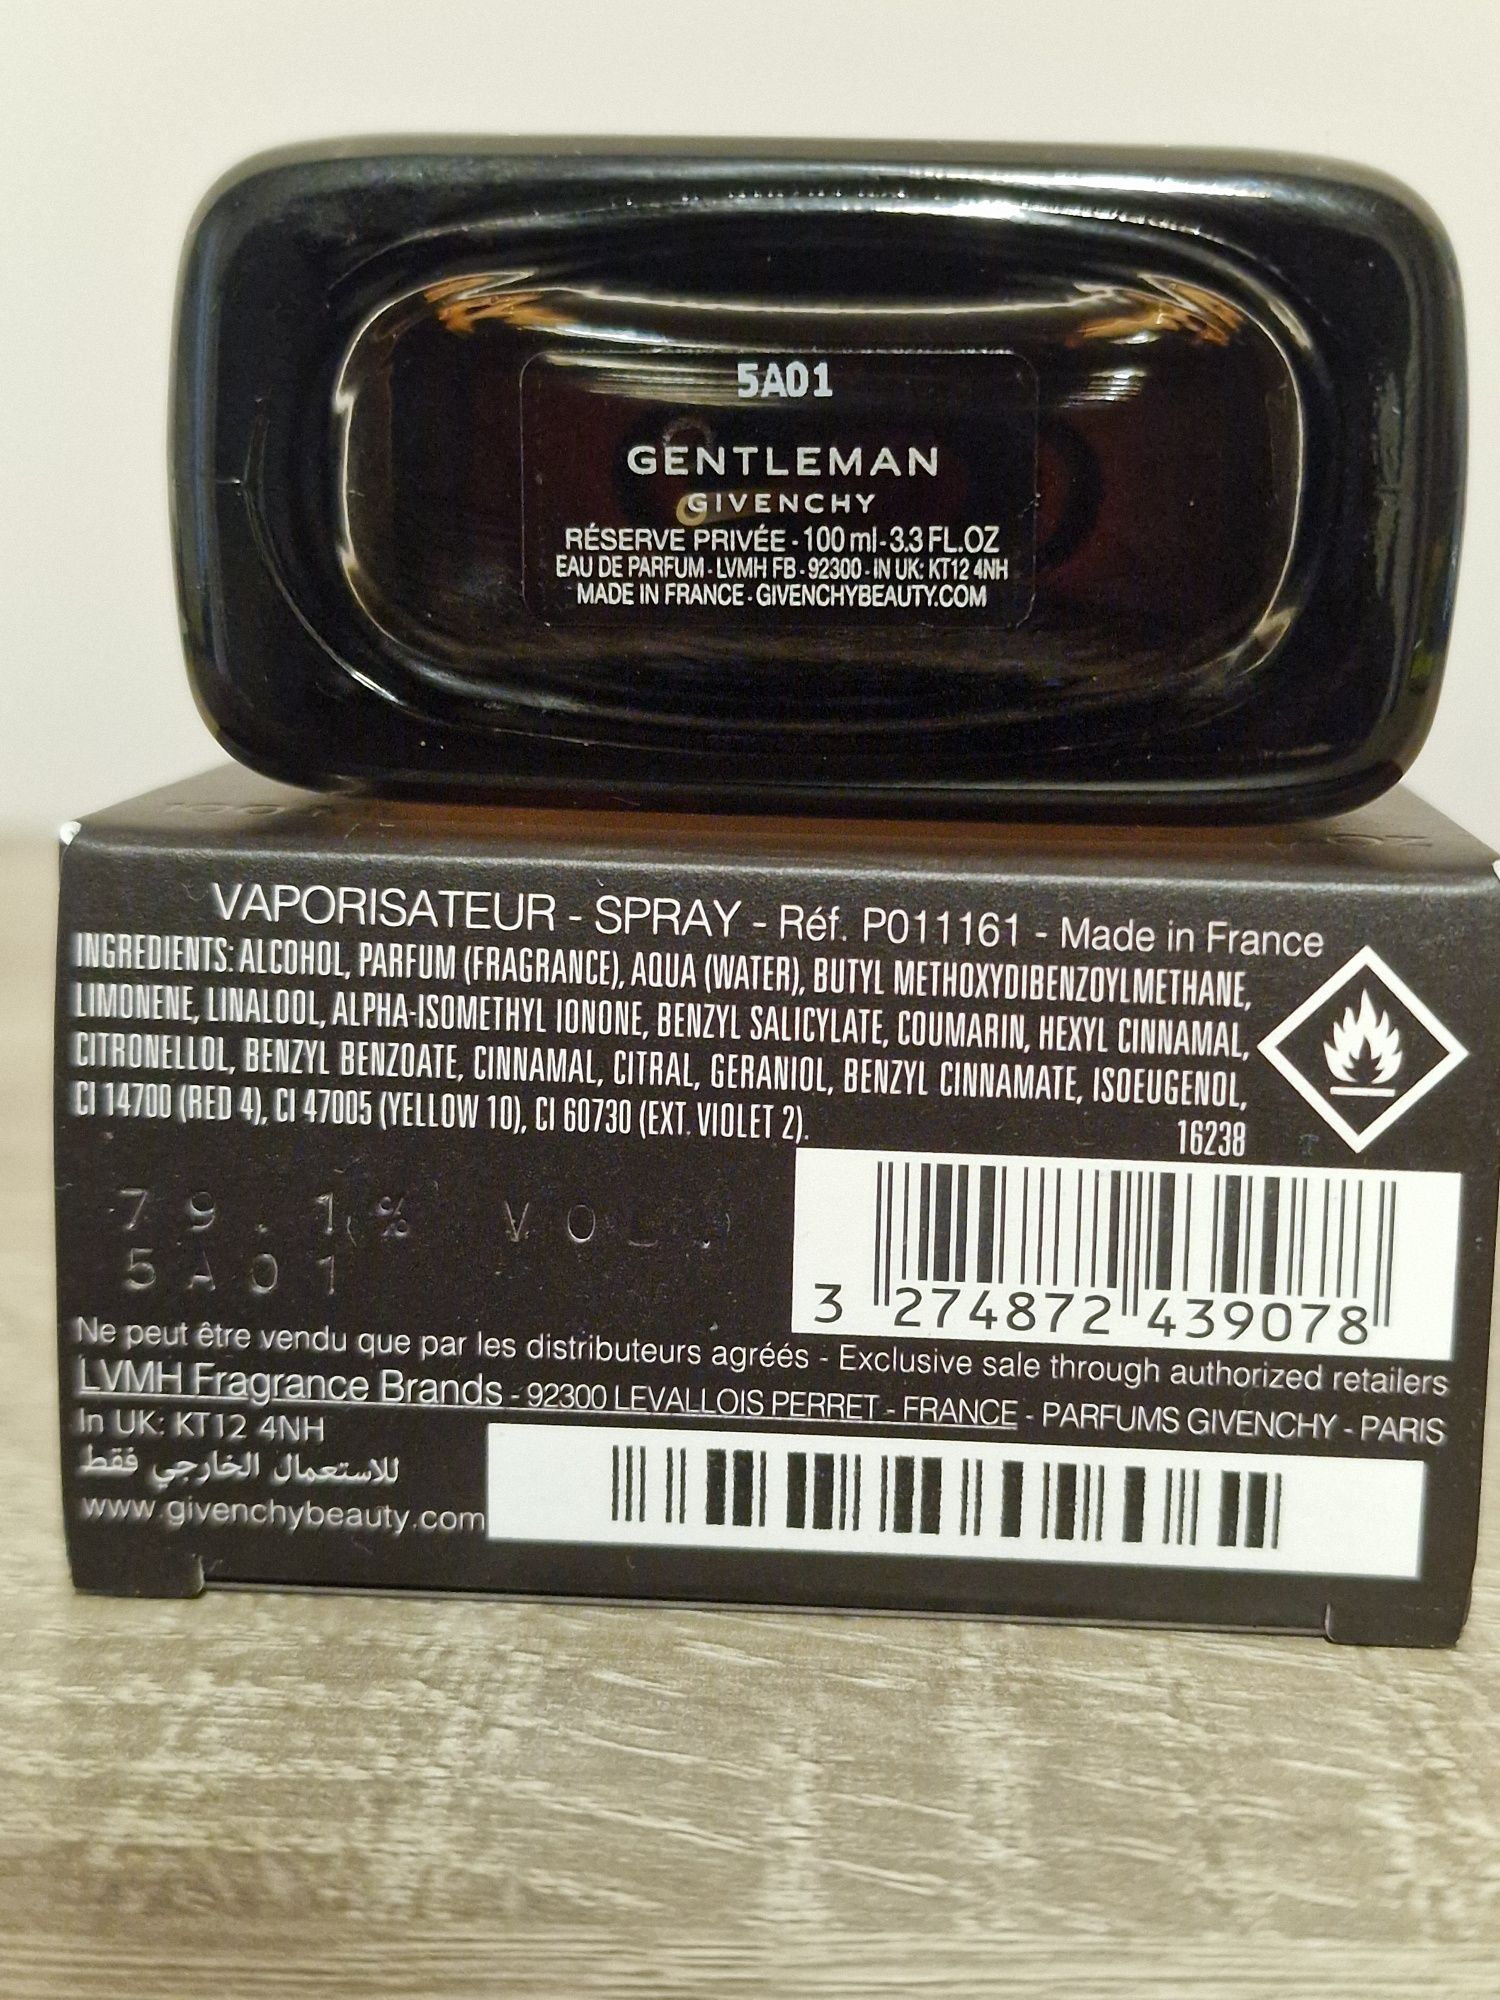 5A01
GENTLEMAN
GIVENCHY
RÉSERVE PRIVÉE - 100 ml - 3.3 FL.OZ
EAU DE PARFUM - LVMH FB - 92300 - IN UK: KT12 4NH
MADE IN FRANCE - GIVENCHYBEAUTY.COM
VAPORISATEUR - SPRAY - Réf. P011161 - Made in France
INGREDIENTS: ALCOHOL, PARFUM (FRAGRANCE), AQUA (WATER), BUTYL METHOXYDIBENZOYLMETHANE,
LIMONENE, LINALOOL, ALPHA-ISOMETHYL IONONE, BENZYL SALICYLATE, COUMARIN, HEXYL CINNAMAL,
CITRONELLOL, BENZYL BENZOATE, CINNAMAL, CITRAL, GERANIOL, BENZYL CINNAMATE, ISOEUGENOL,
CI 14700 (RED 4), CI 47005 (YELLOW 10), CI 60730 (EXT. VIOLET 2). 16238
79.1% VOL.
5A01
3 274872 439078
Ne peut être vendu que par les distributeurs agréés - Exclusive sale through authorized retailers
LVMH Fragrance Brands - 92300 LEVALLOIS PERRET - FRANCE - PARFUMS GIVENCHY - PARIS
In UK: KT12 4NH
للاستعمال الخارجي فقط
www.givenchybeauty.com